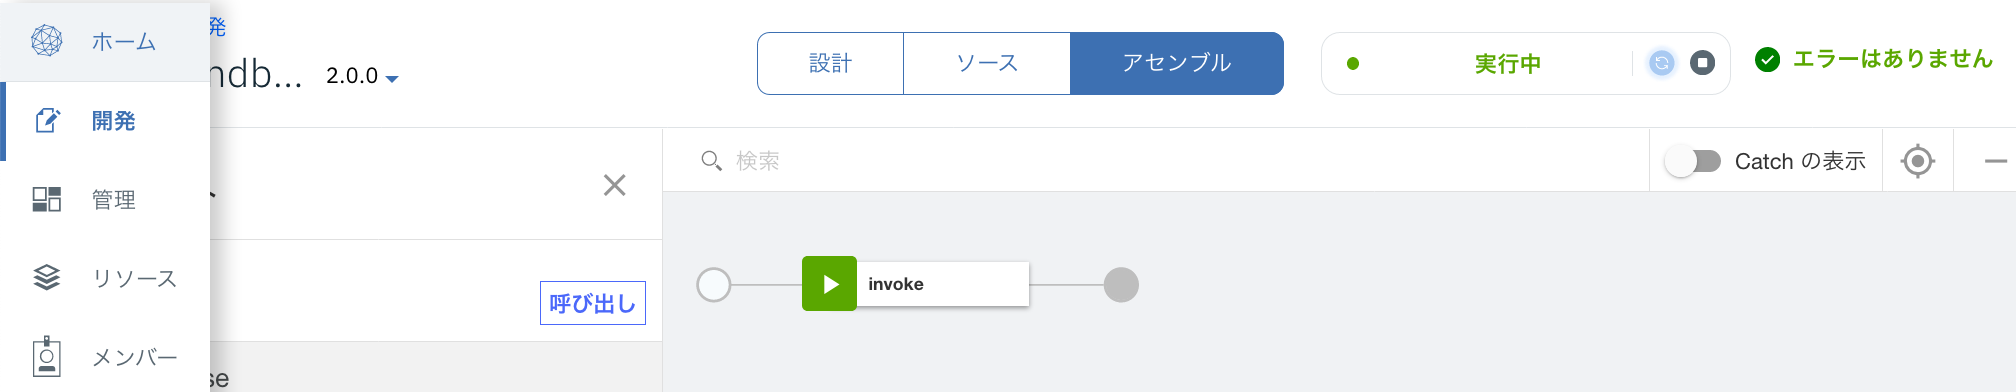 ホーム
開発
管理
リソース
メンバー
発
ndb...
2.0.0
設計
ソース
アセンブル
実行中
エラーはありません
検索
Catch の表示
呼び出し
invoke
se